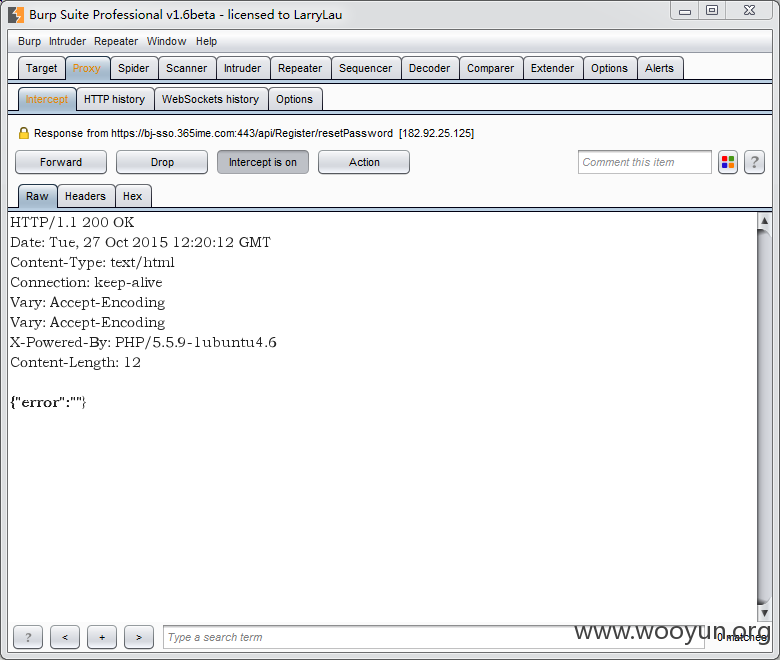 Burp Suite Professional v1.6beta - licensed to LarryLau
Burp Intruder Repeater Window Help
Target Proxy Spider Scanner Intruder Repeater Sequencer Decoder Comparer Extender Options Alerts
Intercept HTTP history WebSockets history Options
Response from https://bj-sso.365ime.com:443/api/Register/resetPassword [182.92.25.125]
Forward Drop Intercept is on Action Comment this item ?
Raw Headers Hex
HTTP/1.1 200 OK
Date: Tue, 27 Oct 2015 12:20:12 GMT
Content-Type: text/html
Connection: keep-alive
Vary: Accept-Encoding
Vary: Accept-Encoding
X-Powered-By: PHP/5.5.9-1ubuntu4.6
Content-Length: 12
{"error":""}
? < + > Type a search term 0 matches
www.wooyun.org